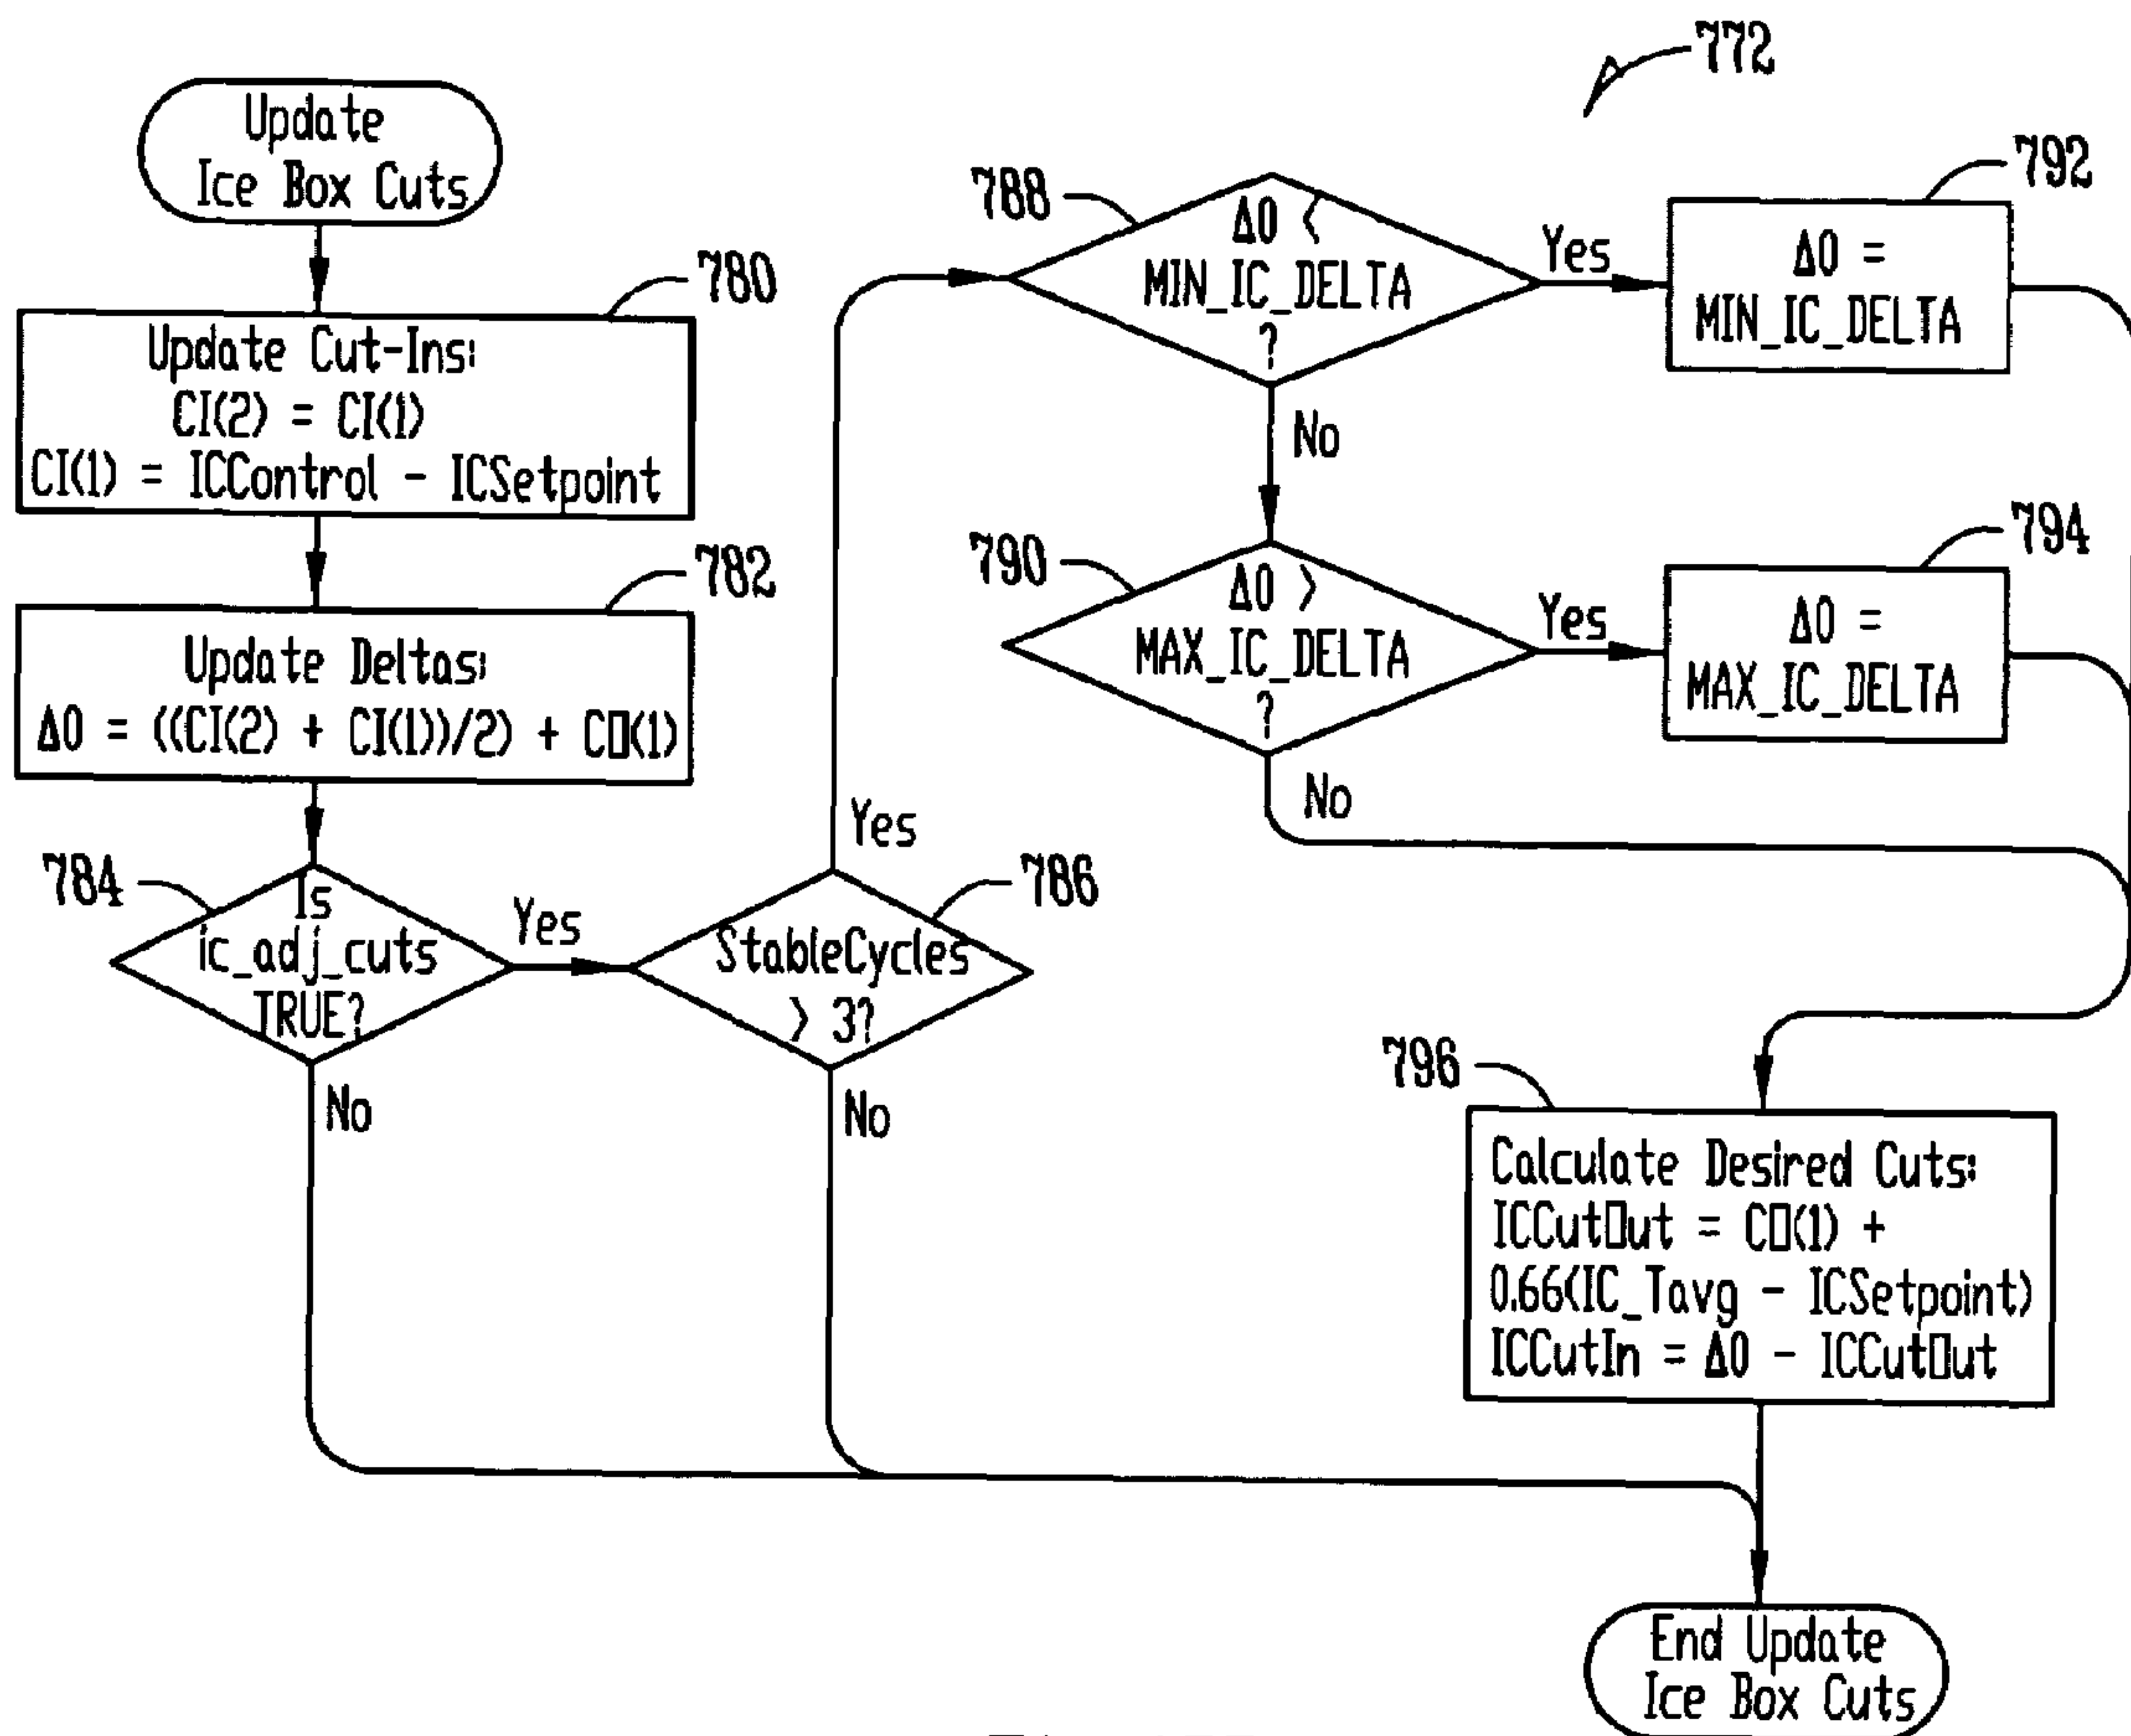 772
Update
Ice Box Cuts
780
Update Cut-Ins:
CI(2) = CI(1)
CI(1) = ICControl - ICSetpoint
782
Update Deltas:
Δ0 = ((CI(2) + CI(1))/2) + CO(1)
784
Is
ic_adj_cuts
TRUE?
Yes
No
786
StableCycles
> 3?
Yes
No
788
Δ0 <
MIN_IC_DELTA
?
Yes
No
792
Δ0 =
MIN_IC_DELTA
790
Δ0 >
MAX_IC_DELTA
?
Yes
No
794
Δ0 =
MAX_IC_DELTA
796
Calculate Desired Cuts:
ICCutOut = CO(1) +
0.66(IC_Tavg - ICSetpoint)
ICCutIn = Δ0 - ICCutOut
End Update
Ice Box Cuts